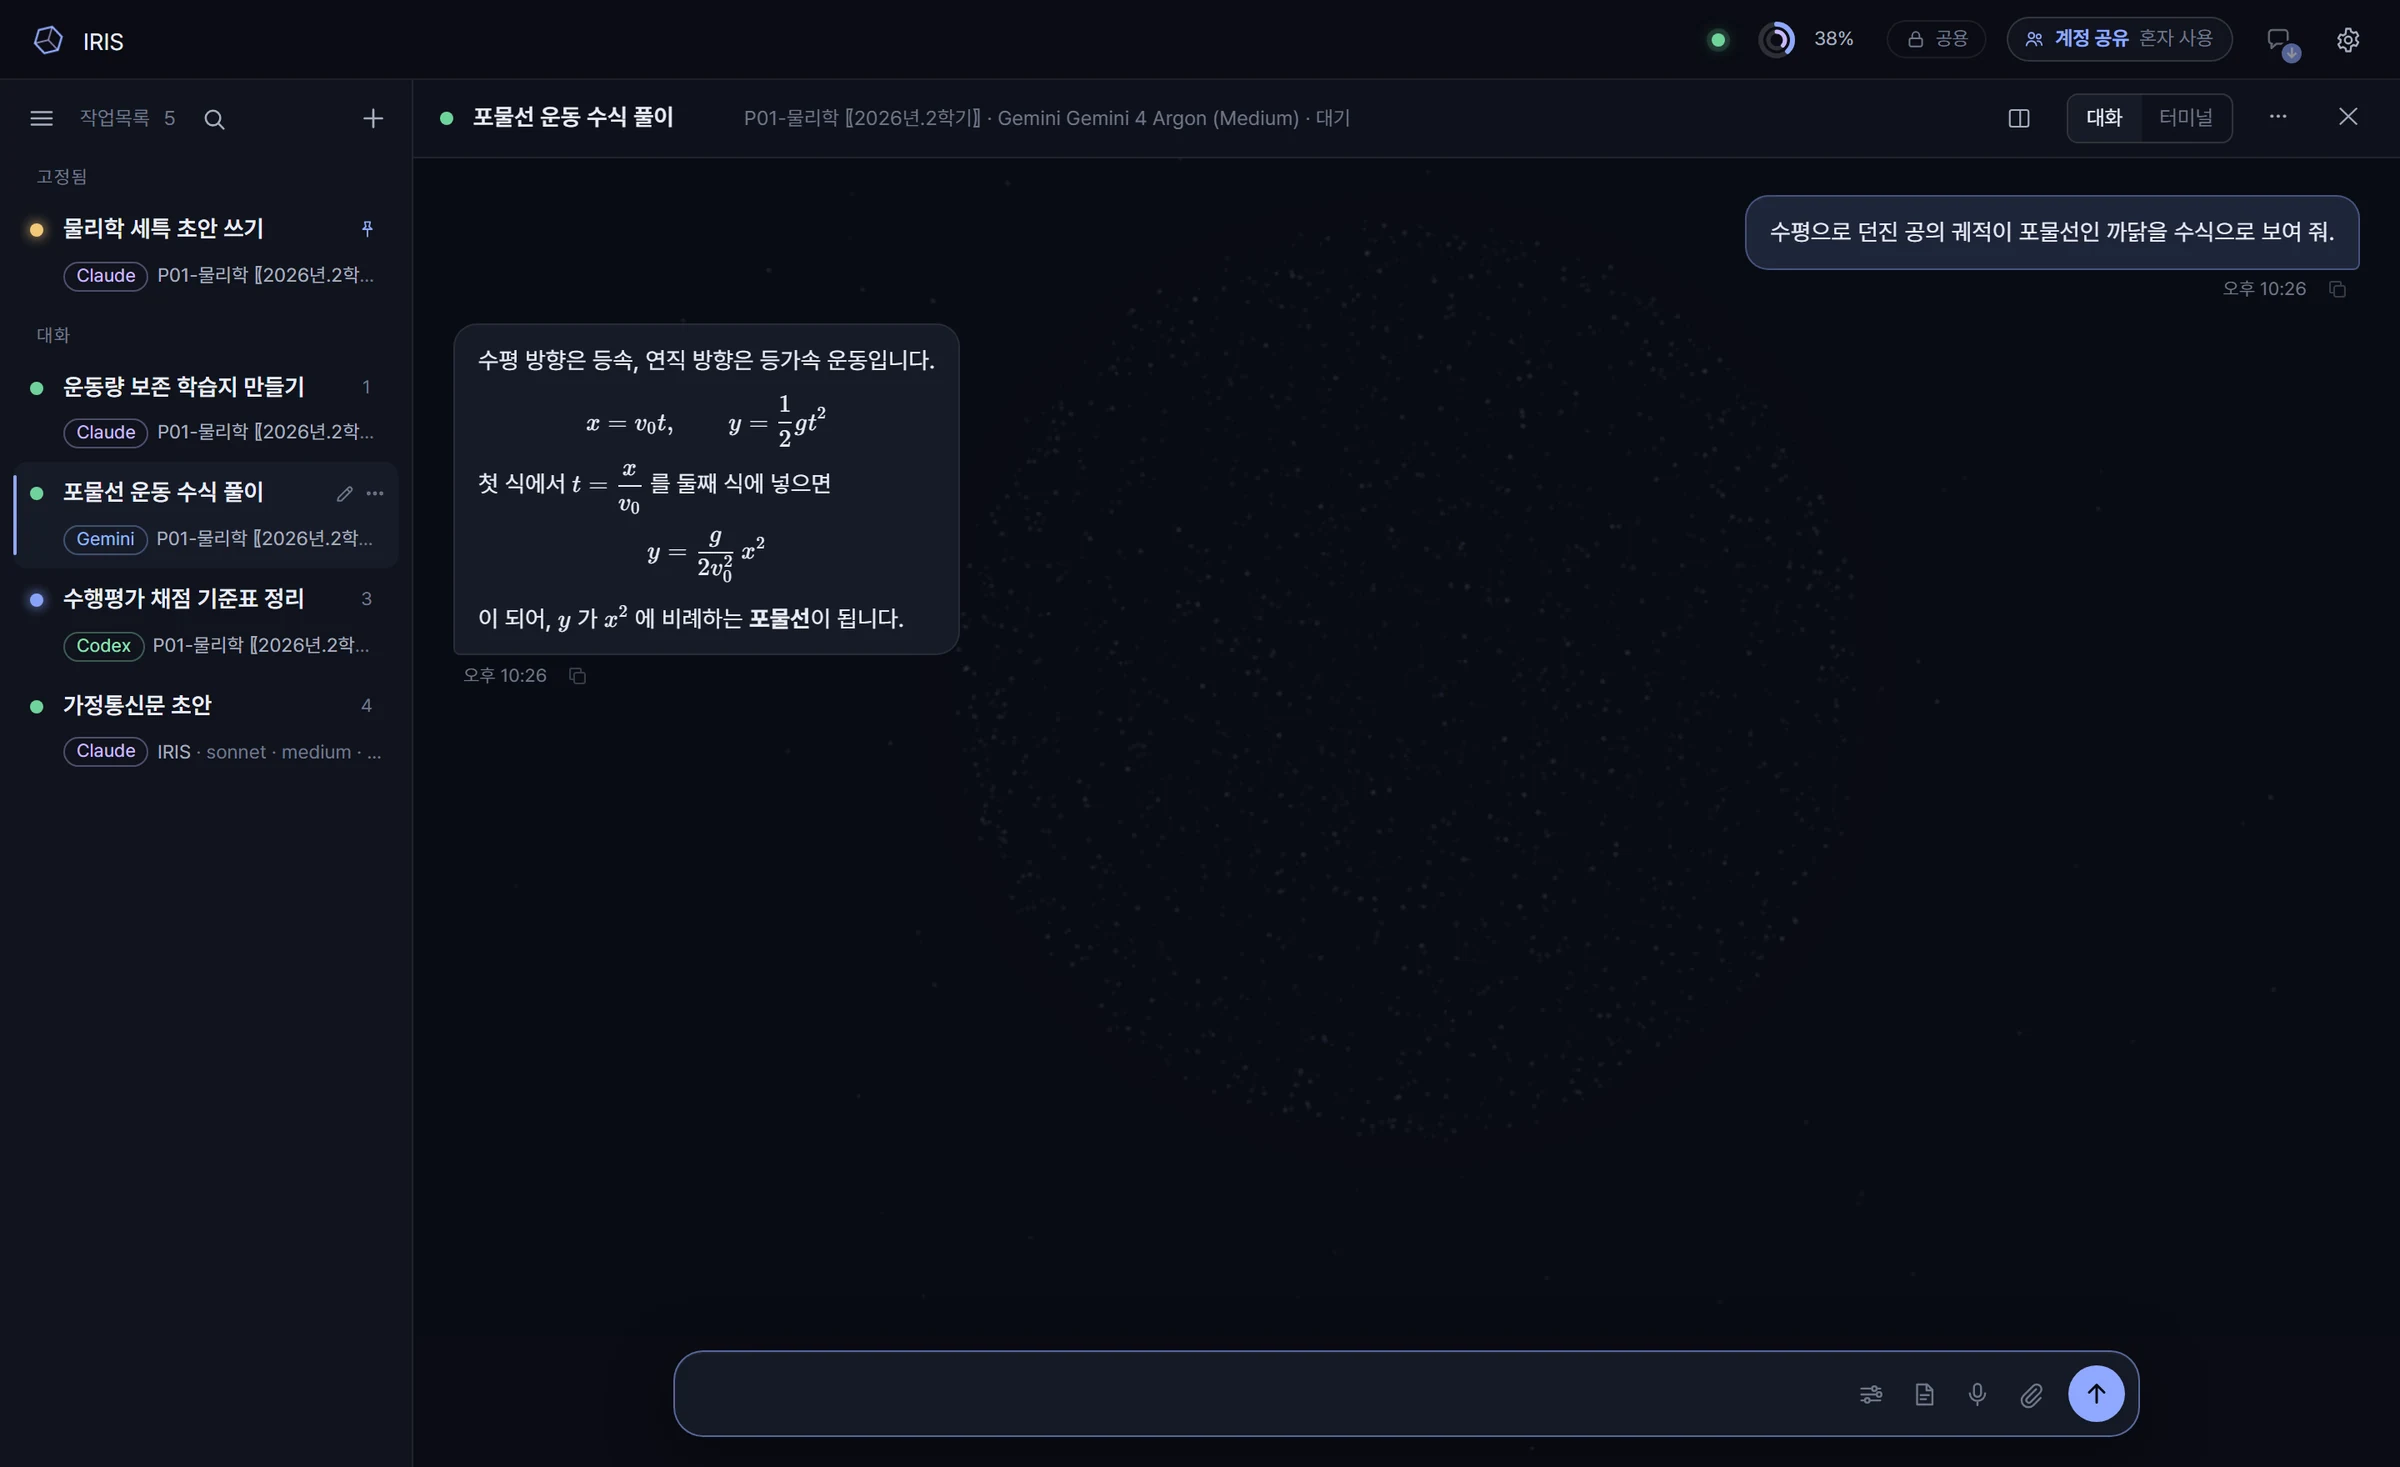 IRIS
38%
공용
계정 공유 혼자 사용
작업목록 5
포물선 운동 수식 풀이
P01-물리학 〖2026년.2학기〗 · Gemini Gemini 4 Argon (Medium) · 대기
대화
터미널
고정됨
물리학 세특 초안 쓰기
Claude P01-물리학 〖2026년.2학...
대화
운동량 보존 학습지 만들기 1
Claude P01-물리학 〖2026년.2학...
포물선 운동 수식 풀이
Gemini P01-물리학 〖2026년.2학...
수행평가 채점 기준표 정리 3
Codex P01-물리학 〖2026년.2학...
가정통신문 초안 4
Claude IRIS · sonnet · medium · ...
수평으로 던진 공의 궤적이 포물선인 까닭을 수식으로 보여 줘.
오후 10:26
수평 방향은 등속, 연직 방향은 등가속 운동입니다.
x = v₀t, y = 1/2 gt²
첫 식에서 t = x/v₀ 를 둘째 식에 넣으면
y = g/2v₀² x²
이 되어, y 가 x² 에 비례하는 포물선이 됩니다.
오후 10:26